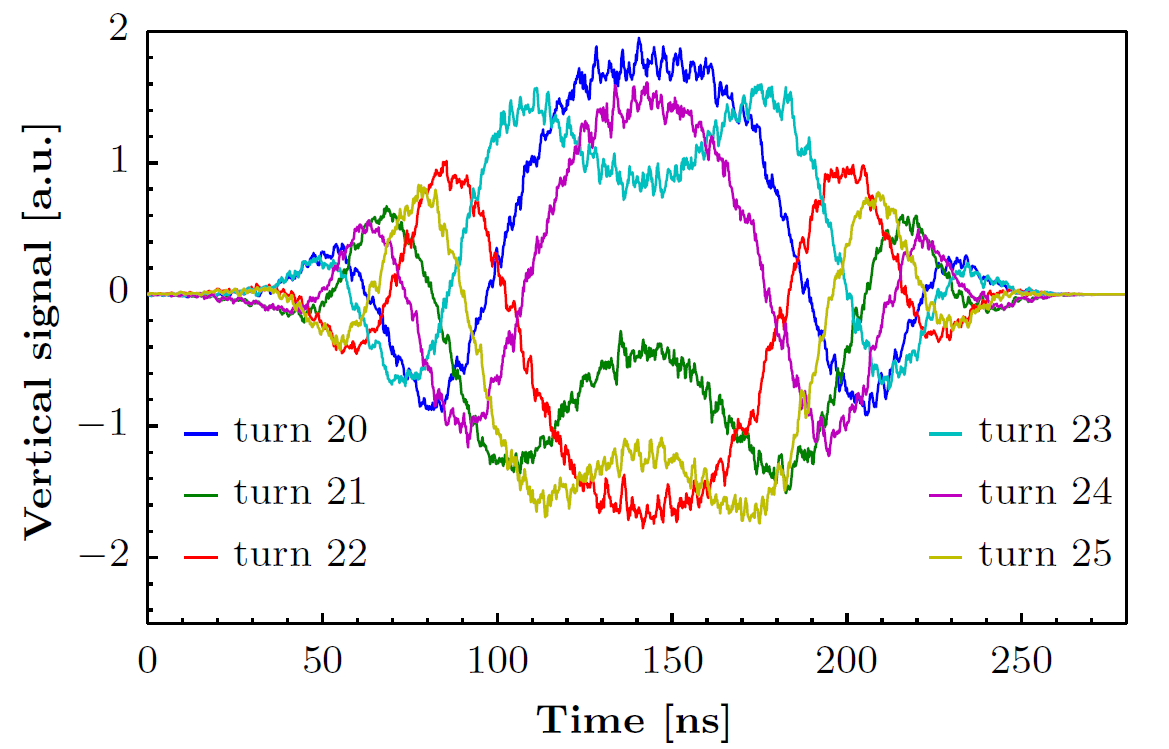 2
1
0
−1
−2
Vertical signal [a.u.]
turn 20
turn 21
turn 22
turn 23
turn 24
turn 25
0 50 100 150 200 250
Time [ns]